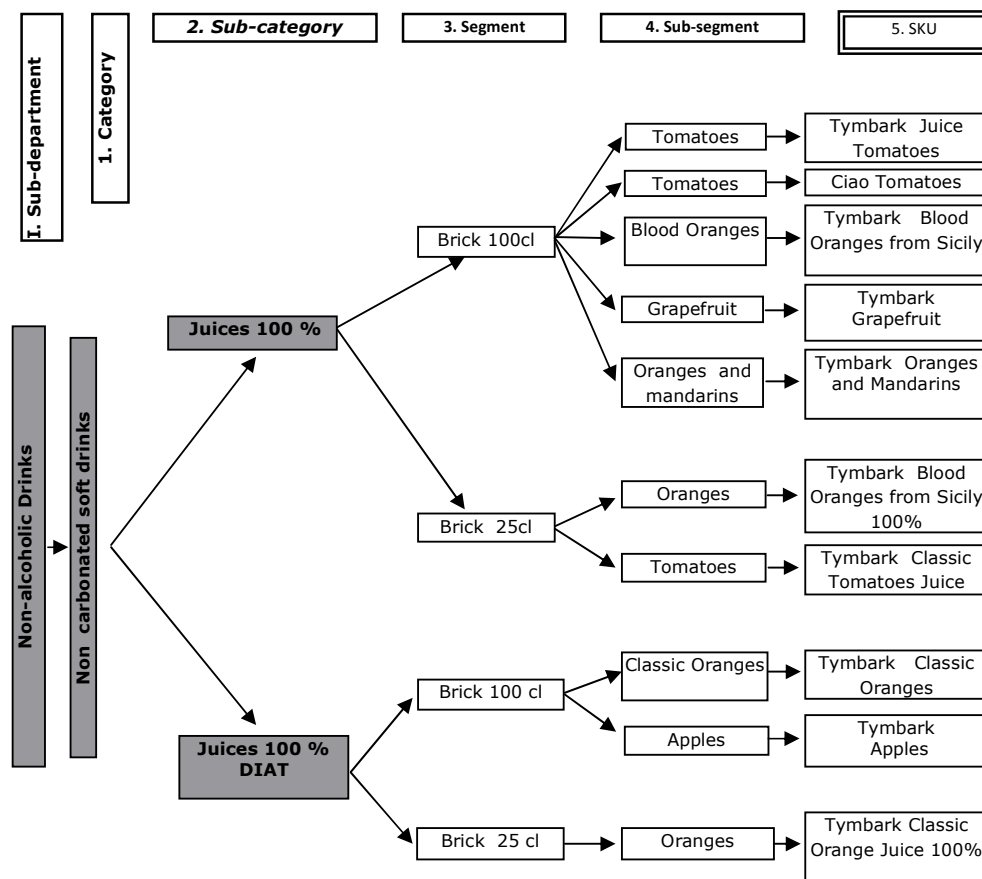 I. Sub-department
1. Category
2. Sub-category
3. Segment
4. Sub-segment
5. SKU
Non-alcoholic Drinks
Non carbonated soft drinks
Juices 100 %
Brick 100cl
Tomatoes
Tymbark Juice
Tomatoes
Tomatoes
Ciao Tomatoes
Blood Oranges
Tymbark Blood
Oranges from Sicily
Grapefruit
Tymbark
Grapefruit
Oranges and
mandarins
Tymbark Oranges
and Mandarins
Brick 25cl
Oranges
Tymbark Blood
Oranges from Sicily
100%
Tomatoes
Tymbark Classic
Tomatoes Juice
Juices 100 %
DIAT
Brick 100 cl
Classic Oranges
Tymbark Classic
Oranges
Apples
Tymbark
Apples
Brick 25 cl
Oranges
Tymbark Classic
Orange Juice 100%